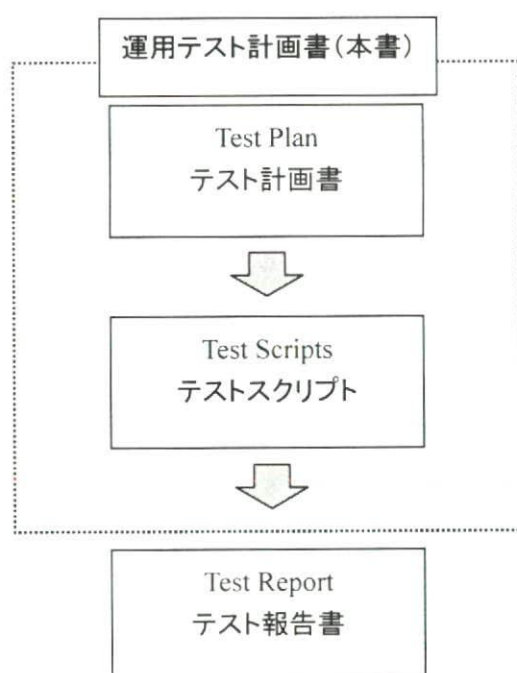 運用テスト計画書(本書)
Test Plan
テスト計画書
Test Scripts
テストスクリプト
Test Report
テスト報告書